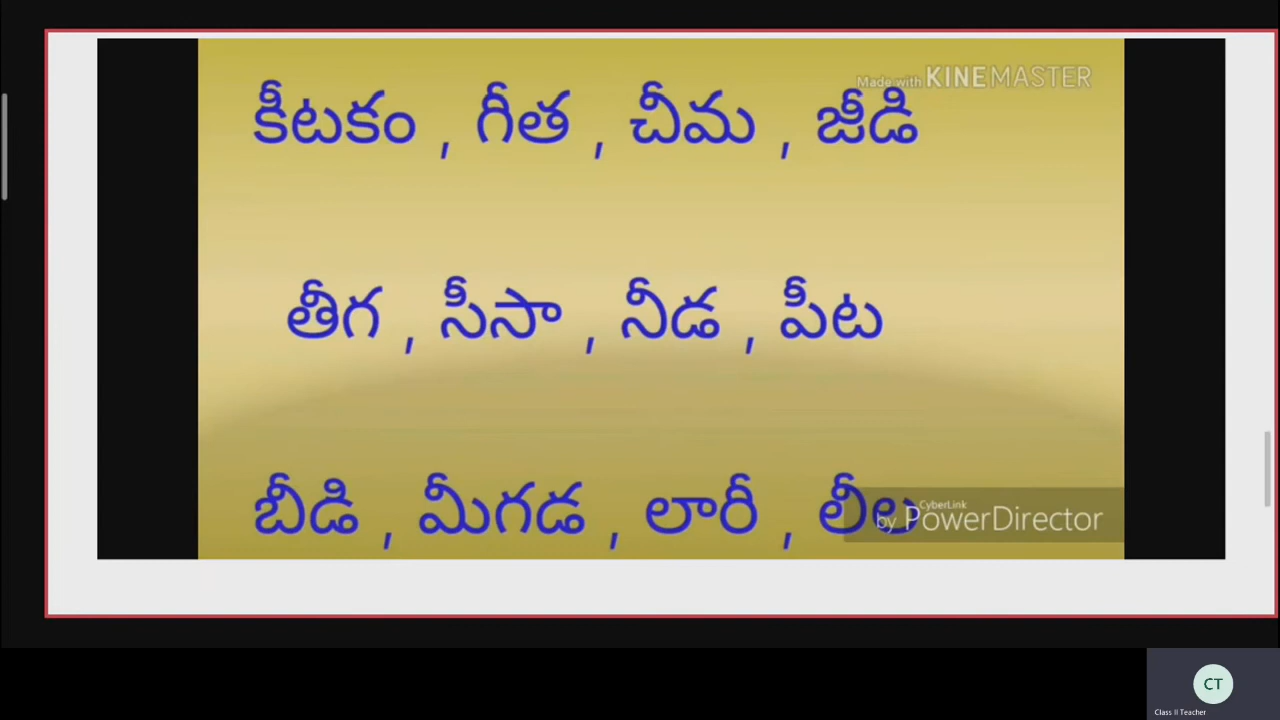 Made with KINEMASTER
కీటకం , గీత , చీమ , జీడి
తీగ , సీసా , నీడ , పీట
బీడి , మీగడ , లారీ , లీల
CyberLink
by PowerDirector
CT
Class II Teacher